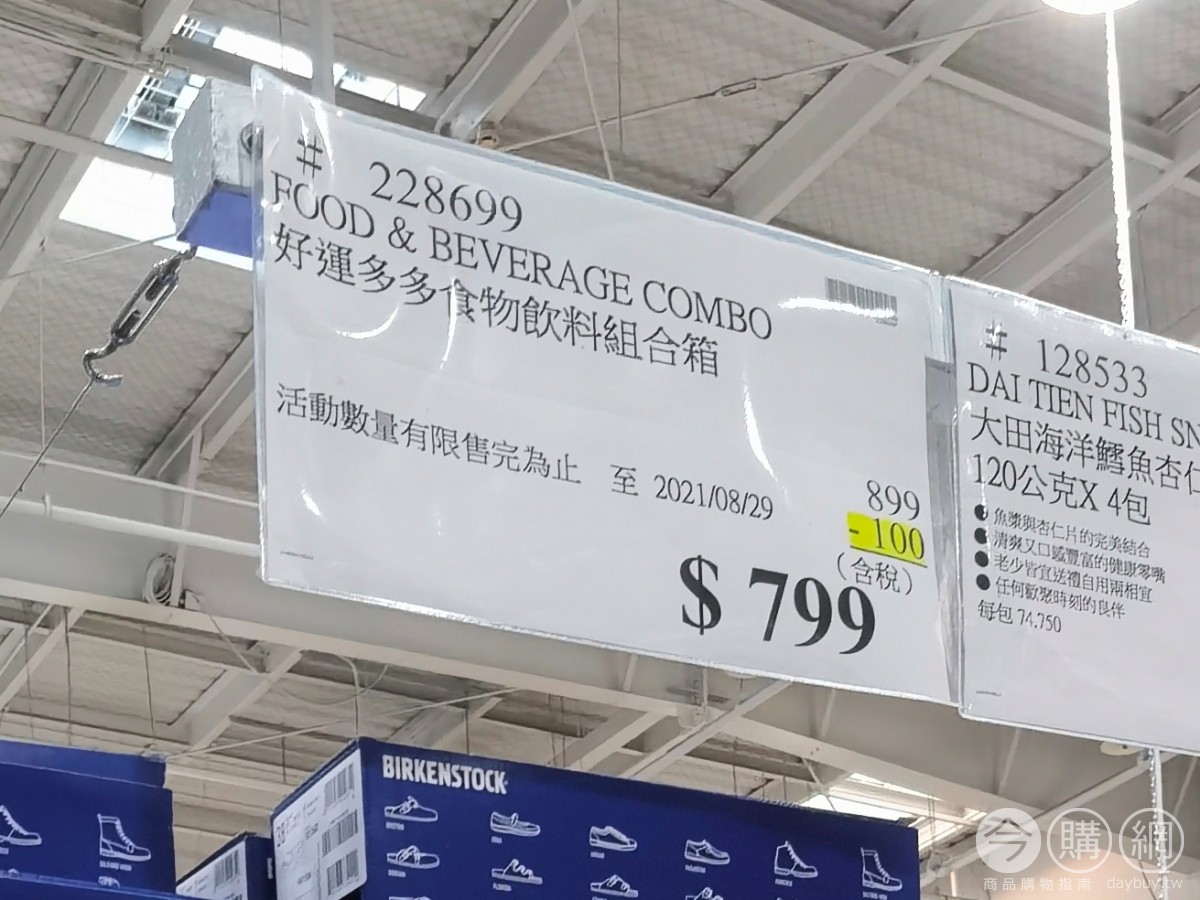 # 228699
FOOD & BEVERAGE COMBO
好運多多食物飲料組合箱
活動數量有限售完為止 至 2021/08/29
899
- 100
(含稅)
$ 799
# 128533
DAI TIEN FISH SN
大田海洋鱈魚杏仁
120公克X 4包
● 魚漿與杏仁片的完美結合
● 清爽又口感豐富的健康零嘴
● 老少皆宜送禮自用兩相宜
● 任何歡聚時刻的良伴
每包 74.750
BIRKENSTOCK
今購網
商品購物指南 daybuy.tw